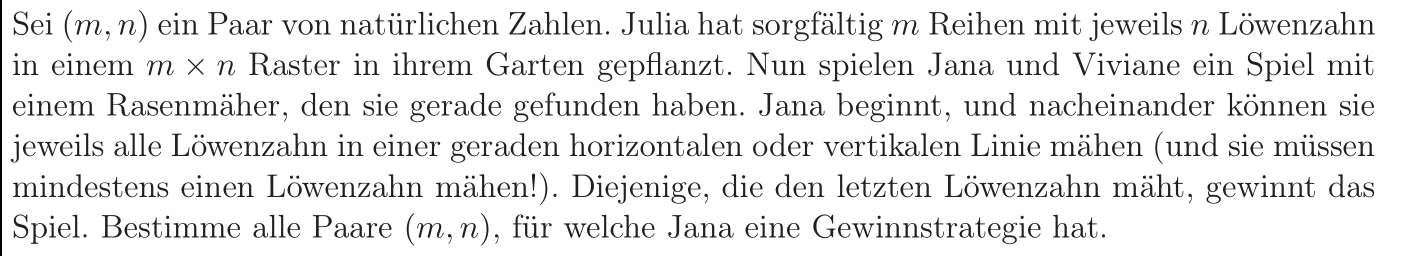 Sei (m, n) ein Paar von natürlichen Zahlen. Julia hat sorgfältig m Reihen mit jeweils n Löwenzahn
in einem m × n Raster in ihrem Garten gepflanzt. Nun spielen Jana und Viviane ein Spiel mit
einem Rasenmäher, den sie gerade gefunden haben. Jana beginnt, und nacheinander können sie
jeweils alle Löwenzahn in einer geraden horizontalen oder vertikalen Linie mähen (und sie müssen
mindestens einen Löwenzahn mähen!). Diejenige, die den letzten Löwenzahn mäht, gewinnt das
Spiel. Bestimme alle Paare (m, n), für welche Jana eine Gewinnstrategie hat.